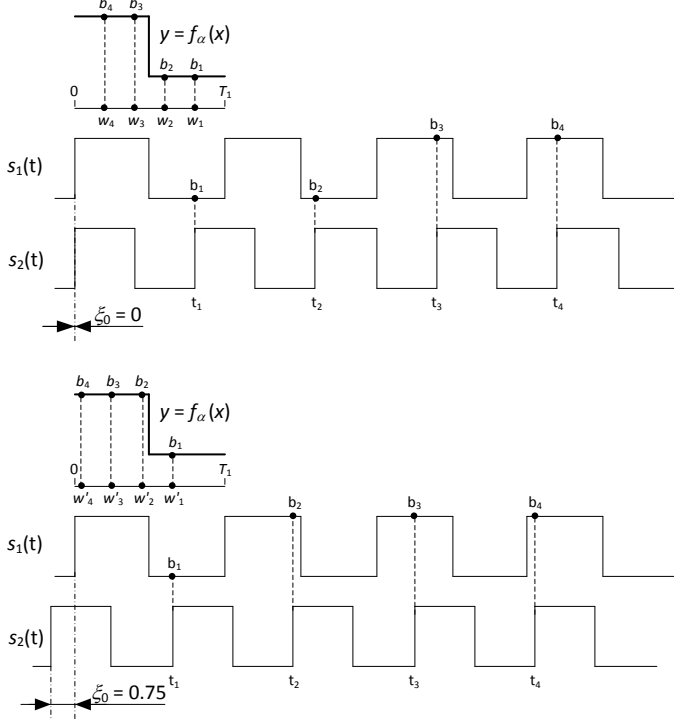 b₄ b₃
y = fα(x)
b₂ b₁
0 T₁
w₄ w₃ w₂ w₁
b₃ b₄
s₁(t)
b₁ b₂
s₂(t)
t₁ t₂ t₃ t₄
ξ₀ = 0
b₄ b₃ b₂
y = fα(x)
b₁
0 T₁
w'₄ w'₃ w'₂ w'₁
b₂ b₃ b₄
s₁(t)
b₁
s₂(t)
t₁ t₂ t₃ t₄
ξ₀ = 0.75